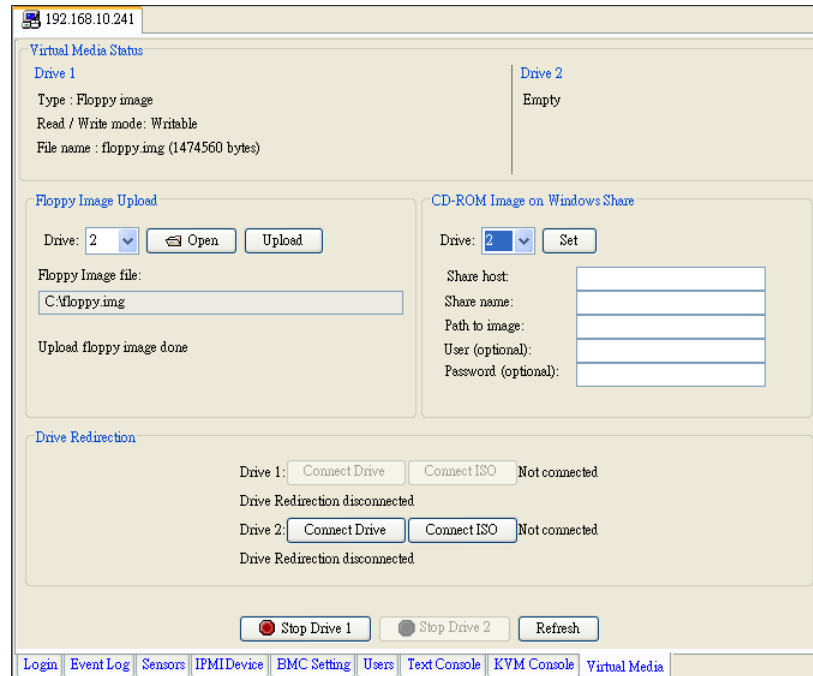 192.168.10.241
Virtual Media Status
Drive 1
Type : Floppy image
Read / Write mode: Writable
File name : floppy.img (1474560 bytes)
Drive 2
Empty
Floppy Image Upload
Drive: 2 Open Upload
Floppy Image file:
C:\floppy.img
Upload floppy image done
CD-ROM Image on Windows Share
Drive: 2 Set
Share host:
Share name:
Path to image:
User (optional):
Password (optional):
Drive Redirection
Drive 1: Connect Drive Connect ISO Not connected
Drive Redirection disconnected
Drive 2: Connect Drive Connect ISO Not connected
Drive Redirection disconnected
Stop Drive 1 Stop Drive 2 Refresh
Login Event Log Sensors IPMI Device BMC Setting Users Text Console KVM Console Virtual Media